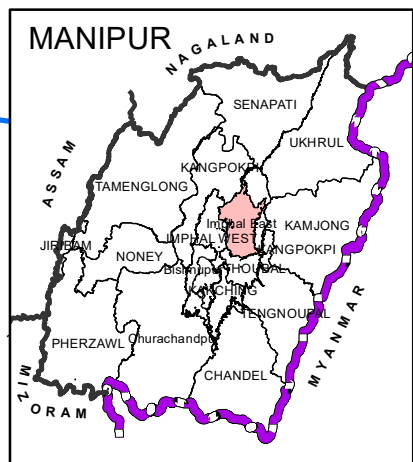 MANIPUR
NAGALAND
SENAPATI
UKHRUL
ASSAM
KANGPOKPI
TAMENGLONG
Imphal East
KAMJONG
JIRIBAM
IMPHAL WEST
NONEY
KANGPOKPI
Bishnupur
THOUBAL
KAKCHING
TENGNOUPAL
PHERZAWL
Churachandpur
MYANMAR
CHANDEL
MIZORAM